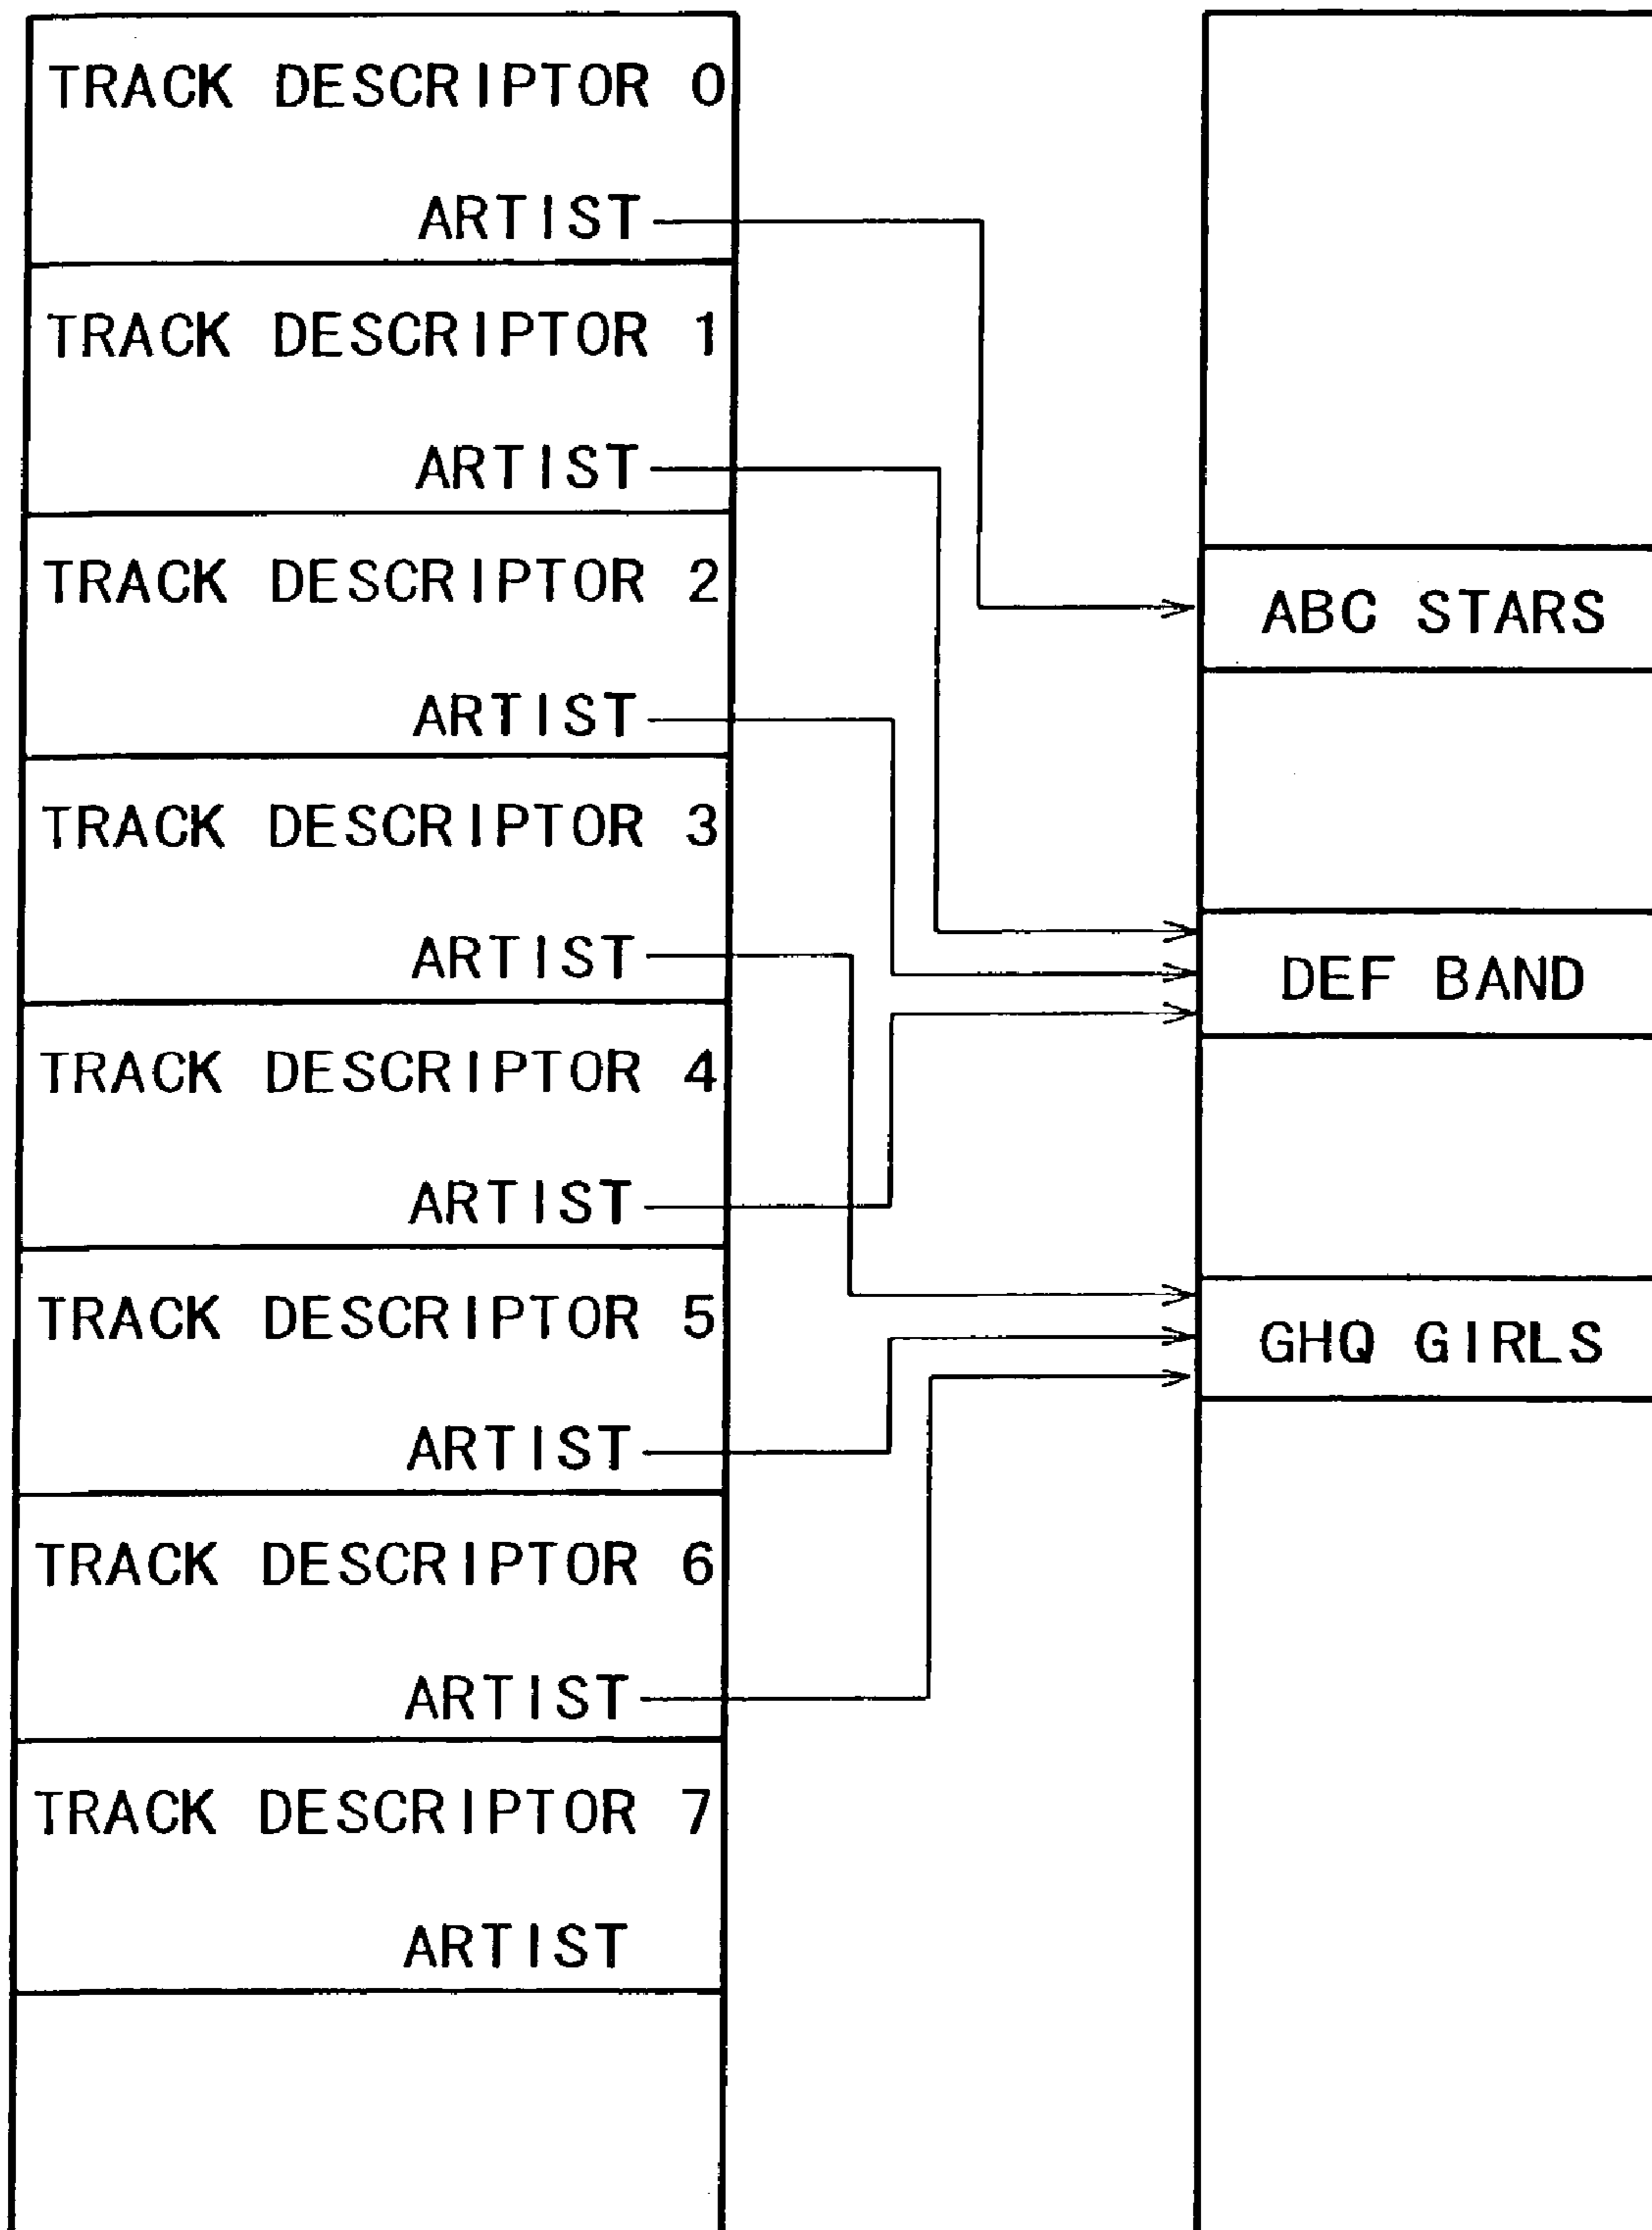 TRACK DESCRIPTOR 0
ARTIST
TRACK DESCRIPTOR 1
ARTIST
TRACK DESCRIPTOR 2
ARTIST
TRACK DESCRIPTOR 3
ARTIST
TRACK DESCRIPTOR 4
ARTIST
TRACK DESCRIPTOR 5
ARTIST
TRACK DESCRIPTOR 6
ARTIST
TRACK DESCRIPTOR 7
ARTIST
ABC STARS
DEF BAND
GHQ GIRLS